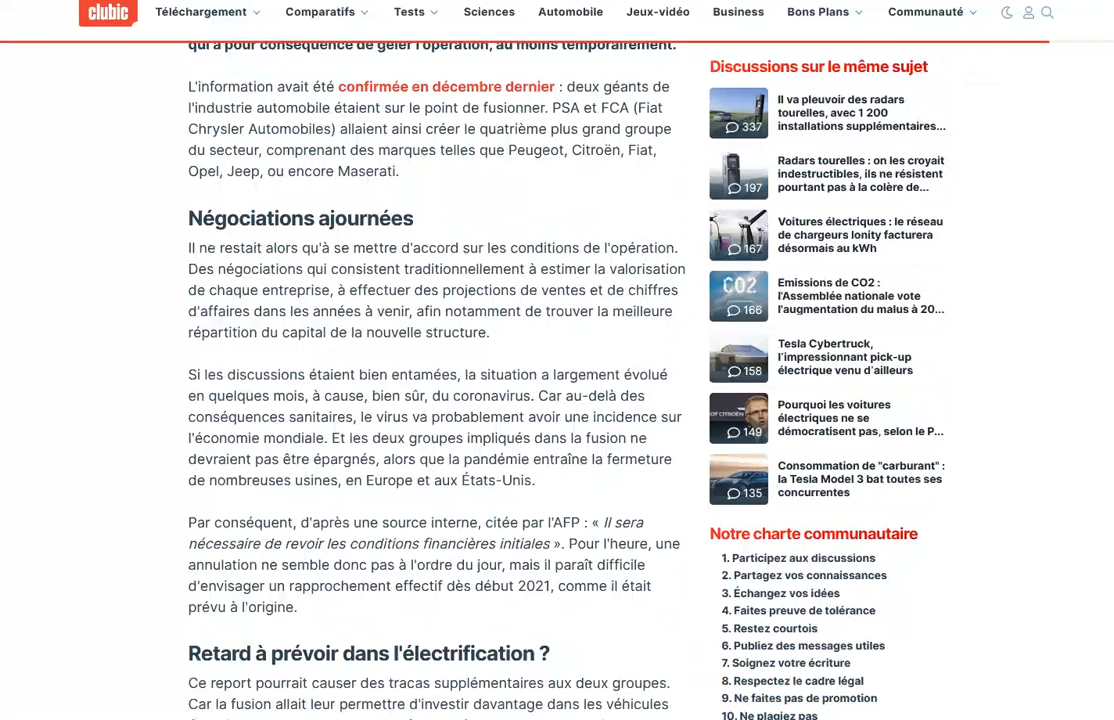 clubic
Téléchargement
Comparatifs
Tests
Sciences
Automobile
Jeux-vidéo
Business
Bons Plans
Communauté
qui a pour conséquence de geler l'opération, au moins temporairement.
L'information avait été confirmée en décembre dernier : deux géants de
l'industrie automobile étaient sur le point de fusionner. PSA et FCA (Fiat
Chrysler Automobiles) allaient ainsi créer le quatrième plus grand groupe
du secteur, comprenant des marques telles que Peugeot, Citroën, Fiat,
Opel, Jeep, ou encore Maserati.
Négociations ajournées
Il ne restait alors qu'à se mettre d'accord sur les conditions de l'opération.
Des négociations qui consistent traditionnellement à estimer la valorisation
de chaque entreprise, à effectuer des projections de ventes et de chiffres
d'affaires dans les années à venir, afin notamment de trouver la meilleure
répartition du capital de la nouvelle structure.
Si les discussions étaient bien entamées, la situation a largement évolué
en quelques mois, à cause, bien sûr, du coronavirus. Car au-delà des
conséquences sanitaires, le virus va probablement avoir une incidence sur
l'économie mondiale. Et les deux groupes impliqués dans la fusion ne
devraient pas être épargnés, alors que la pandémie entraîne la fermeture
de nombreuses usines, en Europe et aux États-Unis.
Par conséquent, d'après une source interne, citée par l'AFP : « Il sera
nécessaire de revoir les conditions financières initiales ». Pour l'heure, une
annulation ne semble donc pas à l'ordre du jour, mais il paraît difficile
d'envisager un rapprochement effectif dès début 2021, comme il était
prévu à l'origine.
Retard à prévoir dans l'électrification ?
Ce report pourrait causer des tracas supplémentaires aux deux groupes.
Car la fusion allait leur permettre d'investir davantage dans les véhicules
Discussions sur le même sujet
337
Il va pleuvoir des radars
tourelles, avec 1 200
installations supplémentaires...
197
Radars tourelles : on les croyait
indestructibles, ils ne résistent
pourtant pas à la colère de...
167
Voitures électriques : le réseau
de chargeurs Ionity facturera
désormais au kWh
CO2
166
Emissions de CO2 :
l'Assemblée nationale vote
l'augmentation du malus à 20...
158
Tesla Cybertruck,
l'impressionnant pick-up
électrique venu d'ailleurs
149
Pourquoi les voitures
électriques ne se
démocratisent pas, selon le P...
135
Consommation de "carburant" :
la Tesla Model 3 bat toutes ses
concurrentes
Notre charte communautaire
1. Participez aux discussions
2. Partagez vos connaissances
3. Échangez vos idées
4. Faites preuve de tolérance
5. Restez courtois
6. Publiez des messages utiles
7. Soignez votre écriture
8. Respectez le cadre légal
9. Ne faites pas de promotion
10. Ne plagiez pas